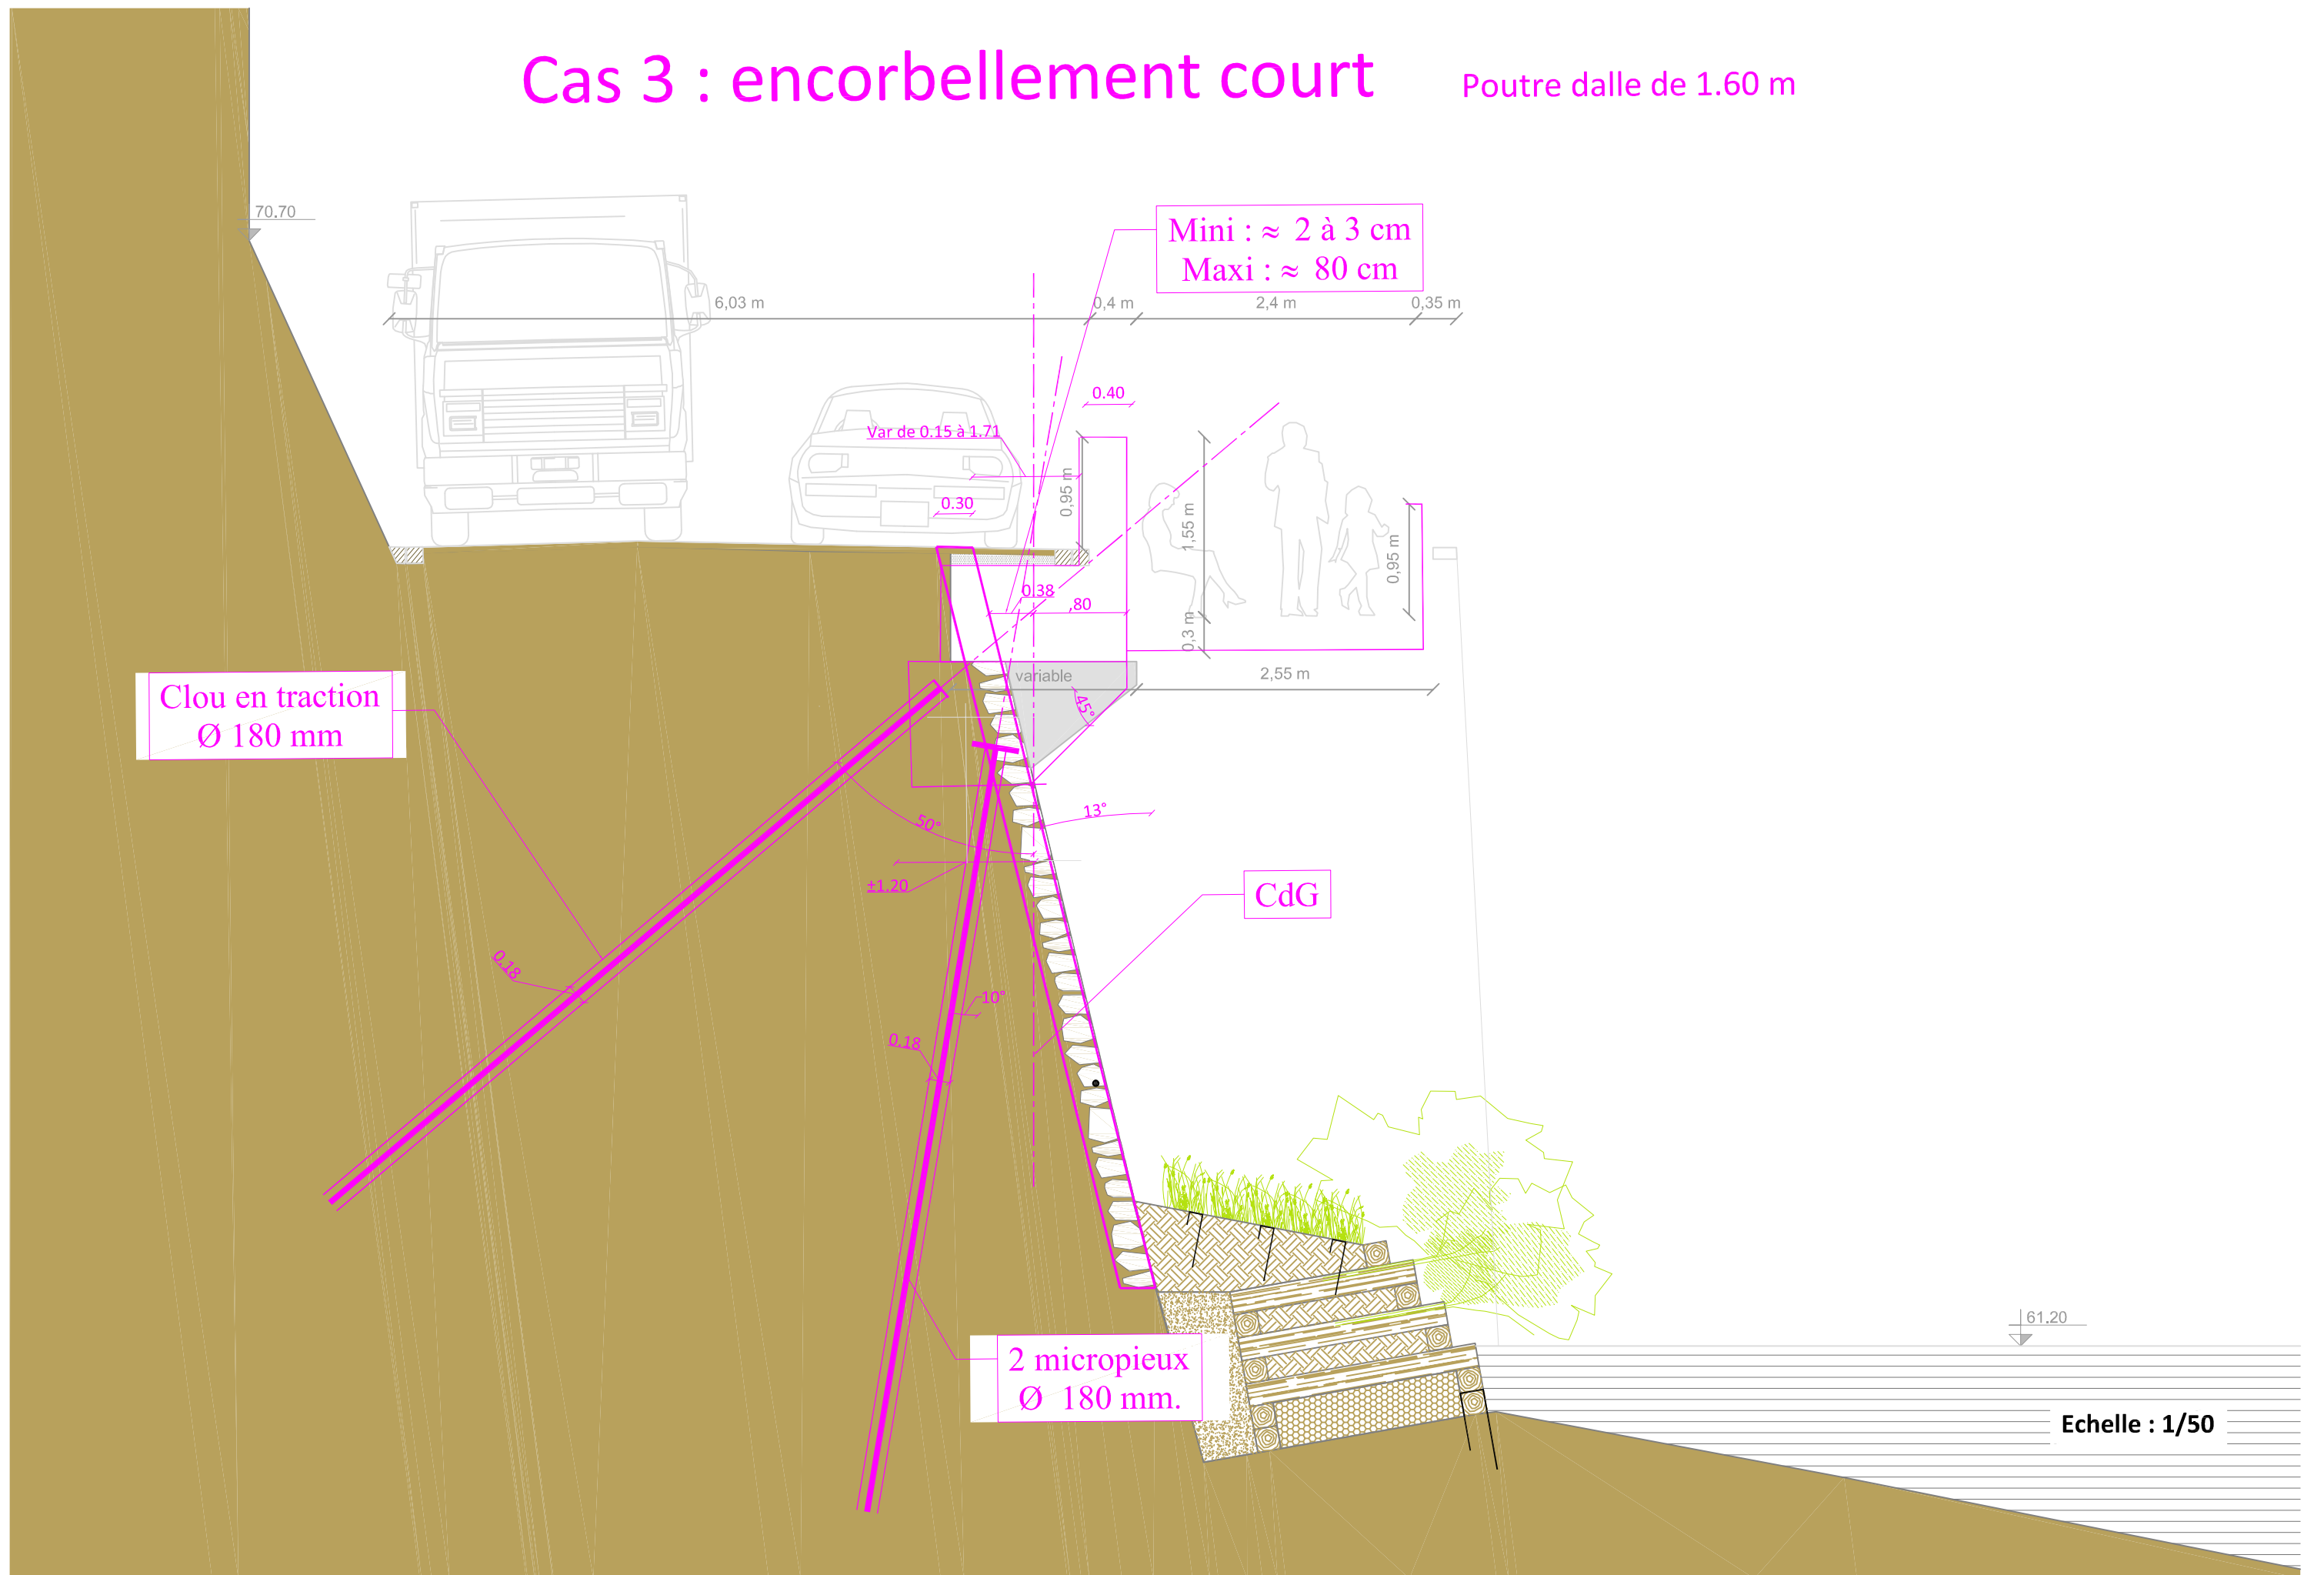 Cas 3 : encorbellement court
Poutre dalle de 1.60 m
70.70
Mini : ≈ 2 à 3 cm
Maxi : ≈ 80 cm
6,03 m
0,4 m
2,4 m
0,35 m
0.40
Var de 0.15 à 1.71
0.30
0,95 m
1,55 m
0,95 m
0.38
,80
0,3 m
variable
2,55 m
45°
Clou en traction
Ø 180 mm
50°
13°
±1.20
CdG
0.18
10°
0.18
2 micropieux
Ø 180 mm.
61.20
Echelle : 1/50